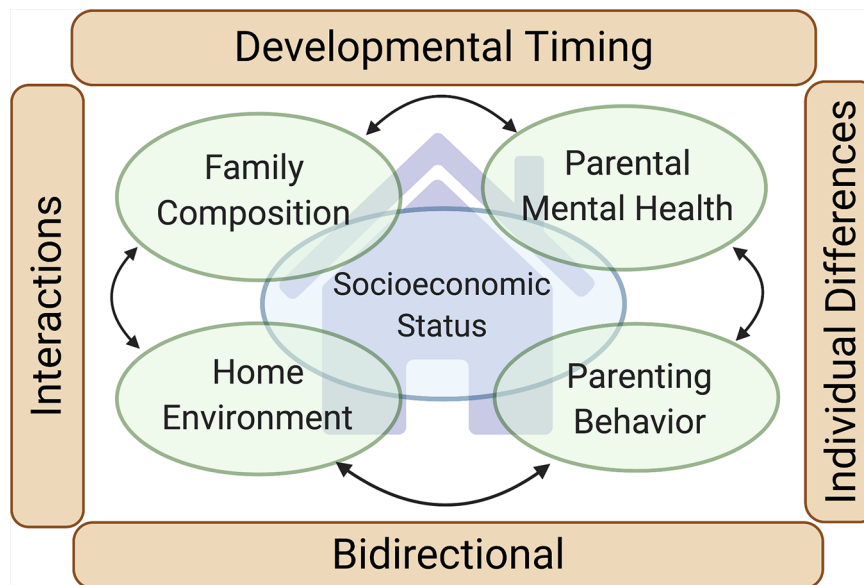 Developmental Timing
Interactions
Family
Composition
Parental
Mental Health
Socioeconomic
Status
Home
Environment
Parenting
Behavior
Individual Differences
Bidirectional